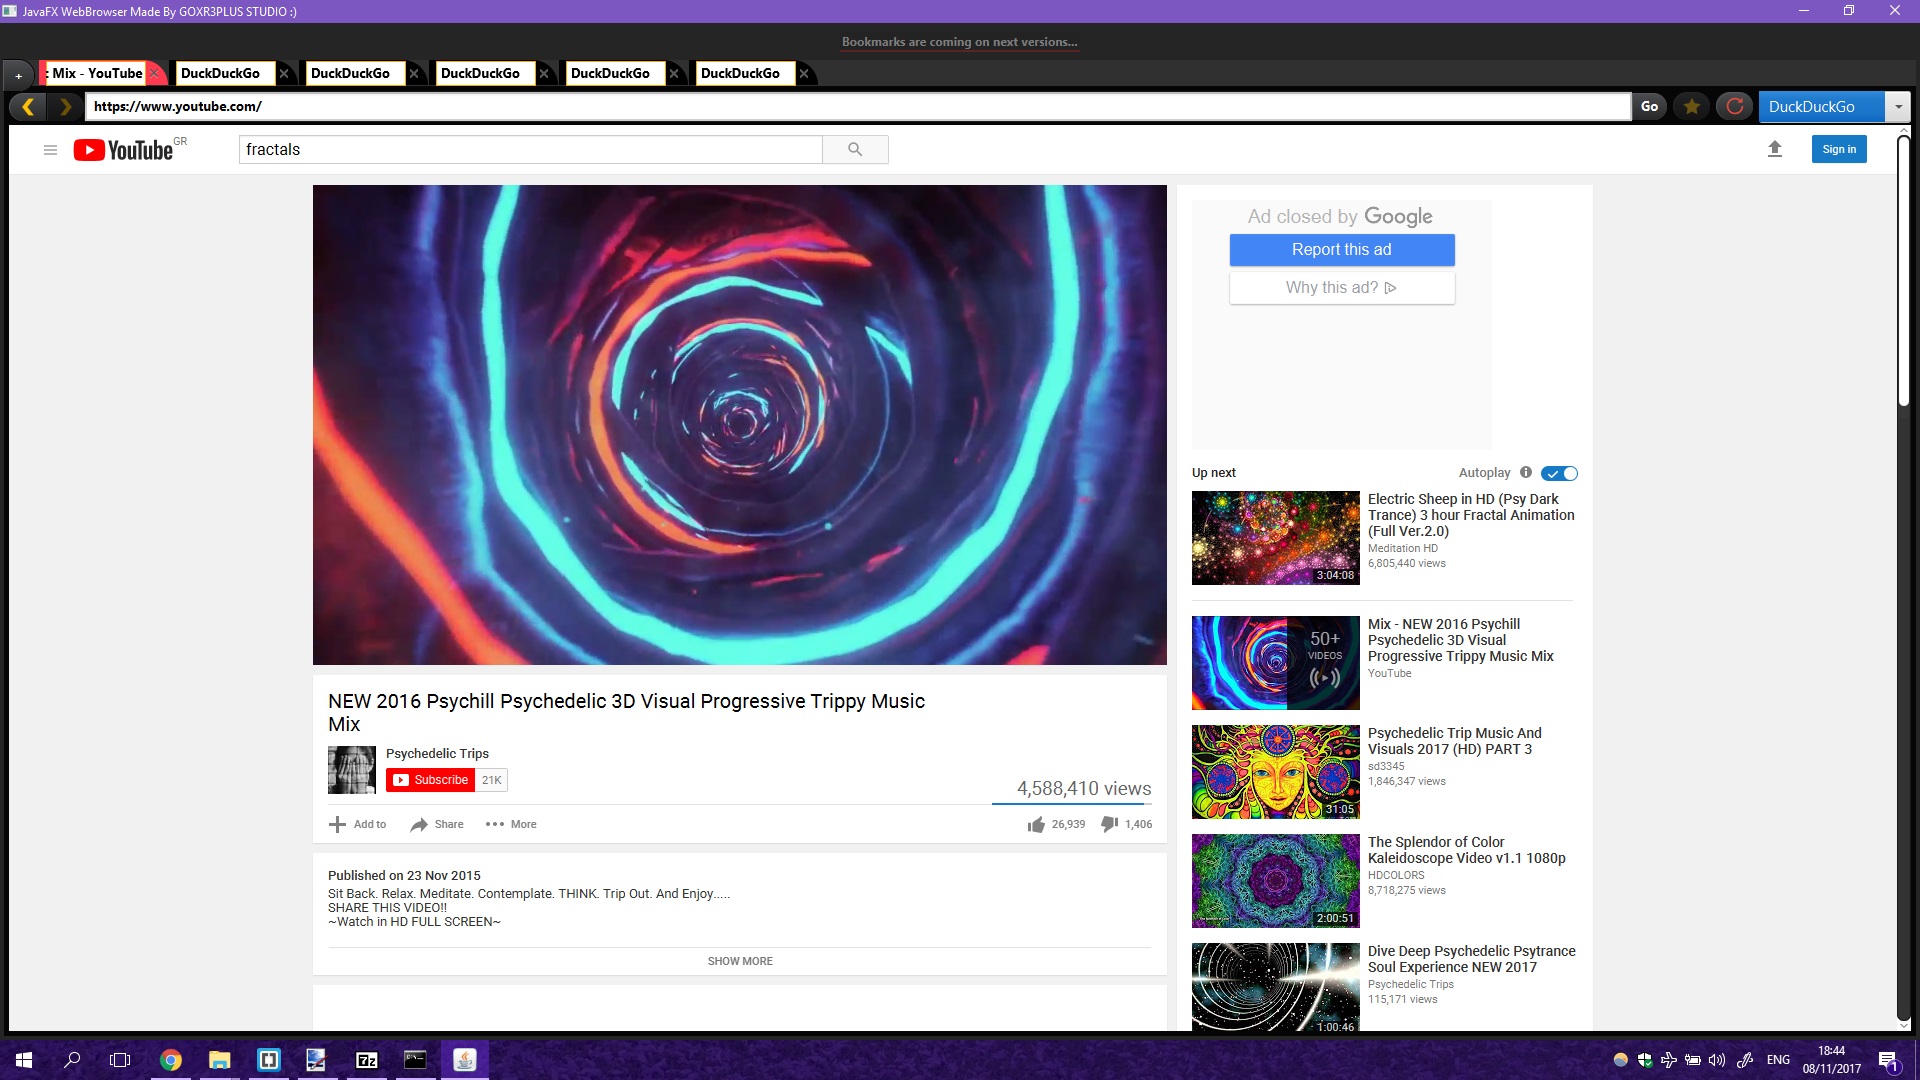 JavaFX WebBrowser Made By GOXR3PLUS STUDIO :)
Bookmarks are coming on next versions...
+
: Mix - YouTube
DuckDuckGo
DuckDuckGo
DuckDuckGo
DuckDuckGo
DuckDuckGo
https://www.youtube.com/
Go
DuckDuckGo
YouTube GR
fractals
Sign in
Ad closed by Google
Report this ad
Why this ad?
Up next
Autoplay
Electric Sheep in HD (Psy Dark
Trance) 3 hour Fractal Animation
(Full Ver.2.0)
Meditation HD
6,805,440 views
3:04:08
Mix - NEW 2016 Psychill
Psychedelic 3D Visual
Progressive Trippy Music Mix
YouTube
50+
VIDEOS
Psychedelic Trip Music And
Visuals 2017 (HD) PART 3
sd3345
1,846,347 views
31:05
The Splendor of Color
Kaleidoscope Video v1.1 1080p
HDCOLORS
8,718,275 views
2:00:51
Dive Deep Psychedelic Psytrance
Soul Experience NEW 2017
Psychedelic Trips
115,171 views
1:00:46
NEW 2016 Psychill Psychedelic 3D Visual Progressive Trippy Music
Mix
Psychedelic Trips
Subscribe 21K
4,588,410 views
Add to
Share
More
26,939
1,406
Published on 23 Nov 2015
Sit Back. Relax. Meditate. Contemplate. THINK. Trip Out. And Enjoy.....
SHARE THIS VIDEO!!
~Watch in HD FULL SCREEN~
SHOW MORE
7z
ENG
18:44
08/11/2017
1